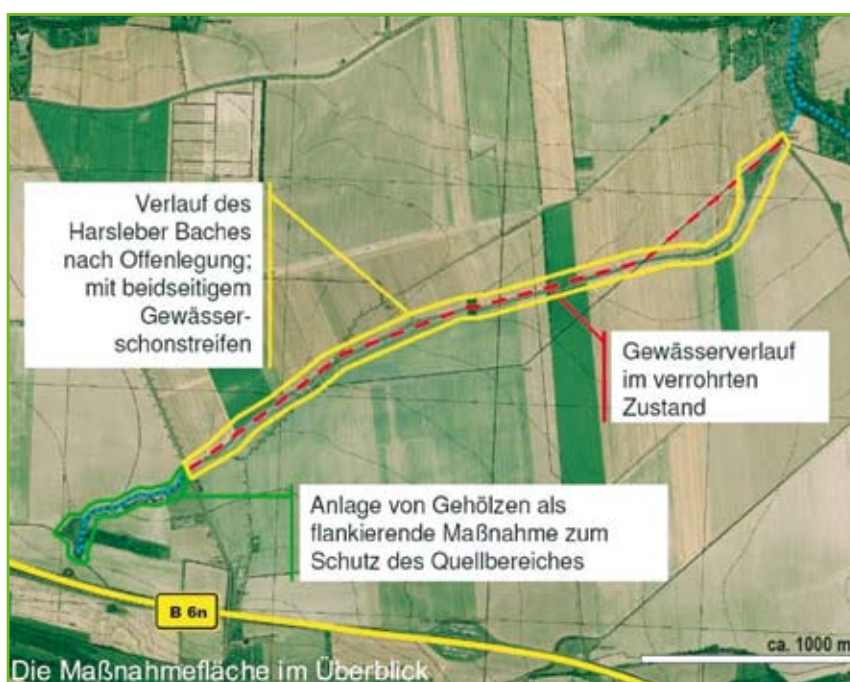 Verlauf des
Harsleber Baches
nach Offenlegung;
mit beidseitigem
Gewässer-
schonstreifen
Gewässerverlauf
im verrohrten
Zustand
Anlage von Gehölzen als
flankierende Maßnahme zum
Schutz des Quellbereiches
B 6n
ca. 1000 m
Die Maßnahmefläche im Überblick